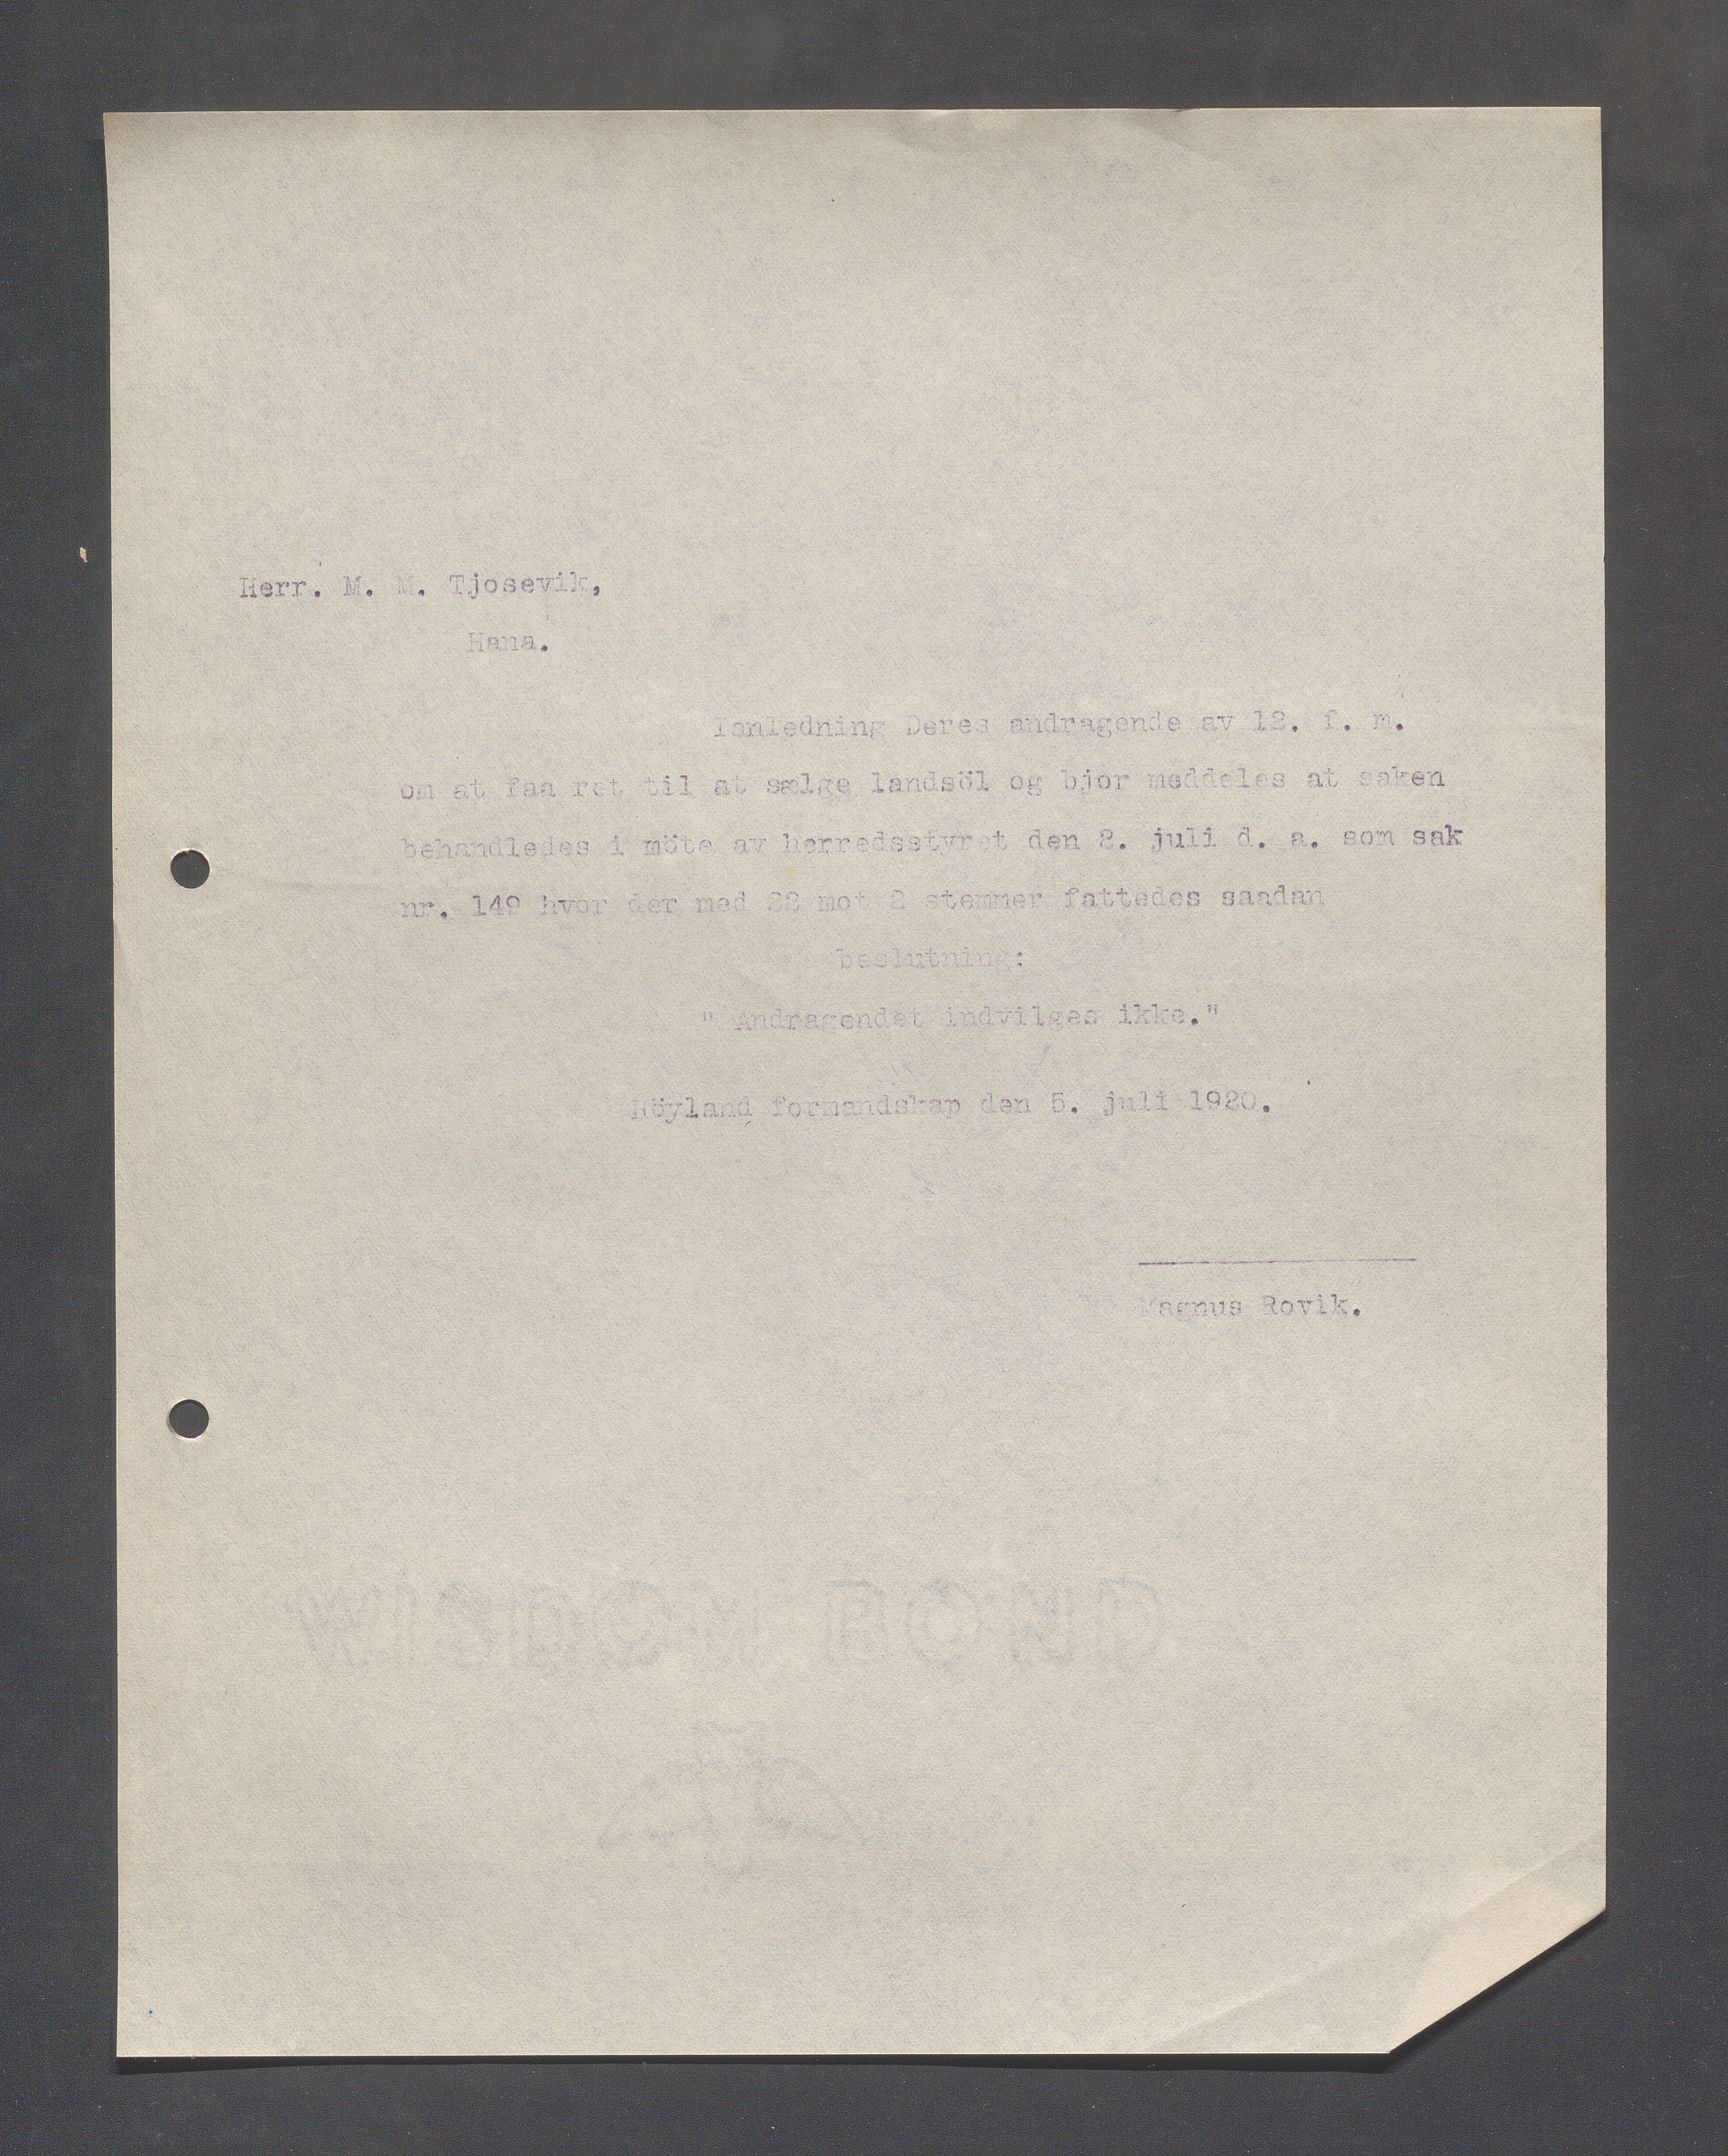 Herr. M. M. Tjosevik,
Hana.
Ianledning Deres andragende av 12. f. m.
om at faa ret til at sælge landsöl og bjor meddeles at saken
behandledes i möte av herredsstyret den 2. juli d. a. som sak
nr. 149 hvor der med 22 mot 2 stemmer fattedes saadan
beslutning:
" Andragendet indvilges ikke."
Höyland formandskap den 5. juli 1920.
Magnus Rovik.